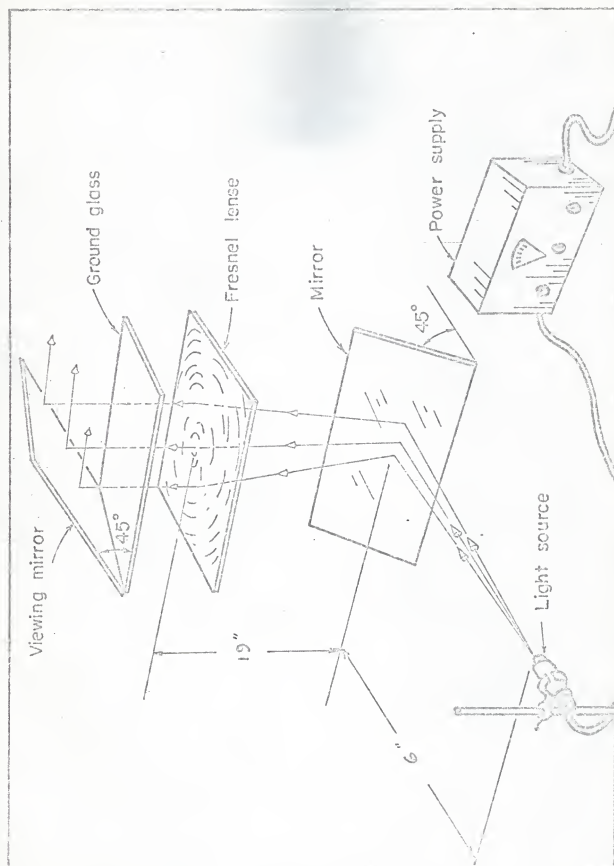 Viewing mirror
45°
Ground glass
Fresnel lense
19"
Mirror
45°
6"
Power supply
Light source